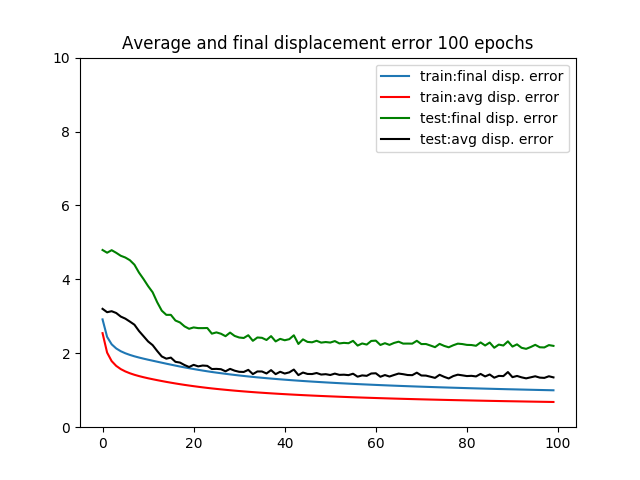 Average and final displacement error 100 epochs
10
8
6
4
2
0
train:final disp. error
train:avg disp. error
test:final disp. error
test:avg disp. error
0 20 40 60 80 100